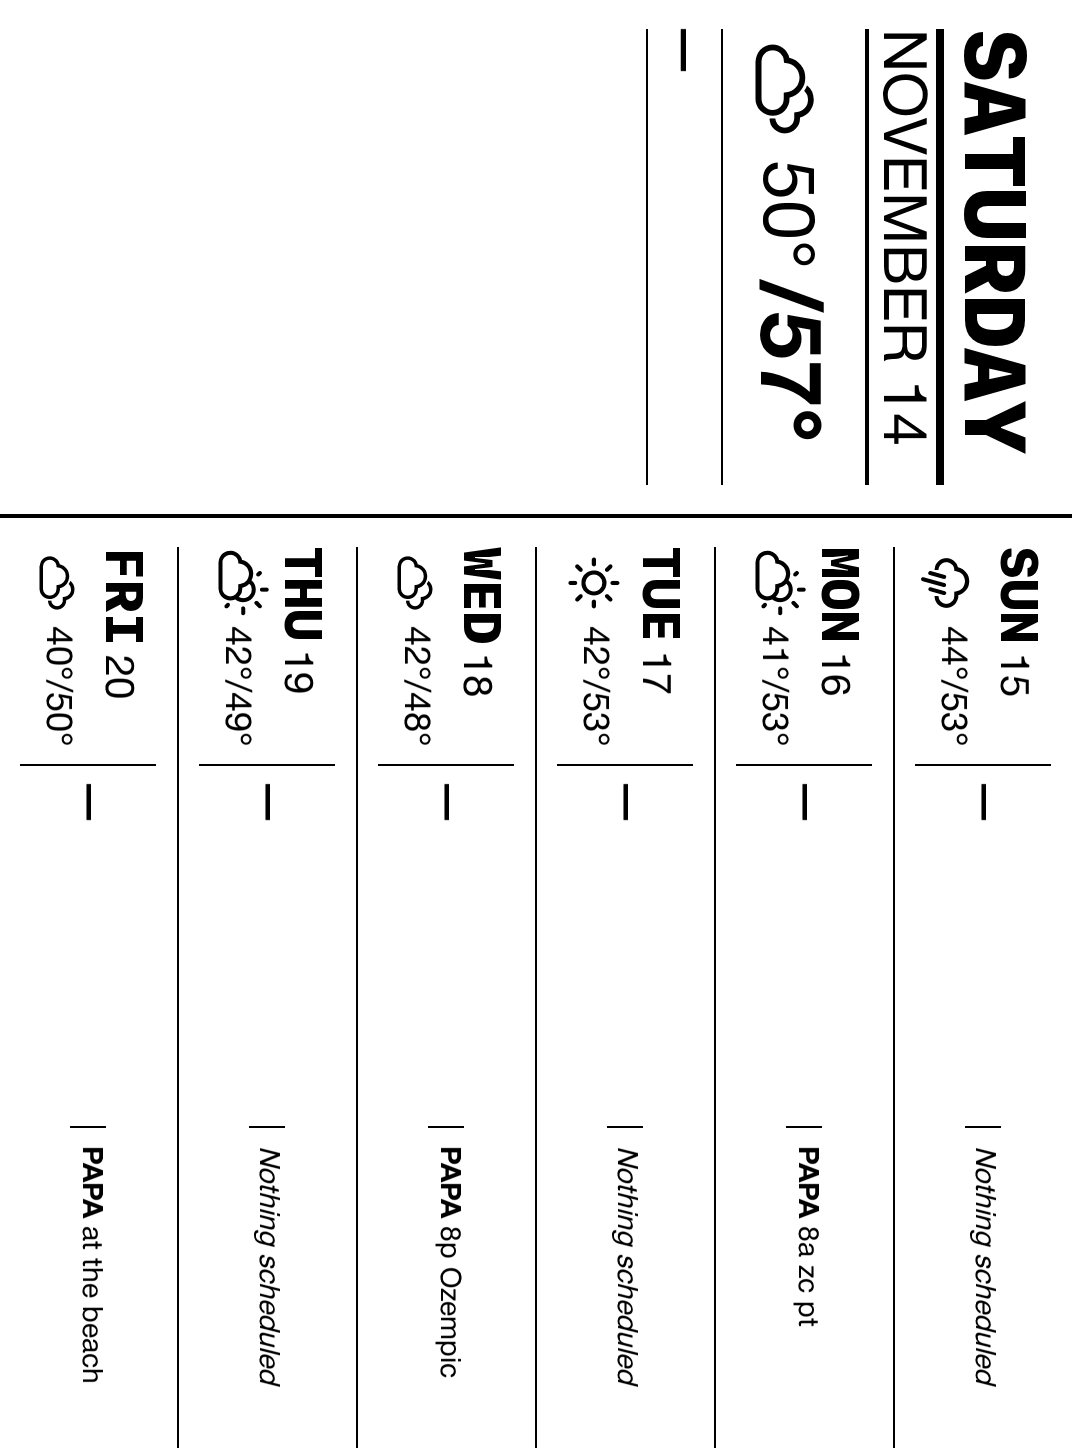 SATURDAY
NOVEMBER 14
50°/57°
—
SUN 15
44°/53°
—
Nothing scheduled
MON 16
41°/53°
—
PAPA 8a zc pt
TUE 17
42°/53°
—
Nothing scheduled
WED 18
42°/48°
—
PAPA 8p Ozempic
THU 19
42°/49°
—
Nothing scheduled
FRI 20
40°/50°
—
PAPA at the beach